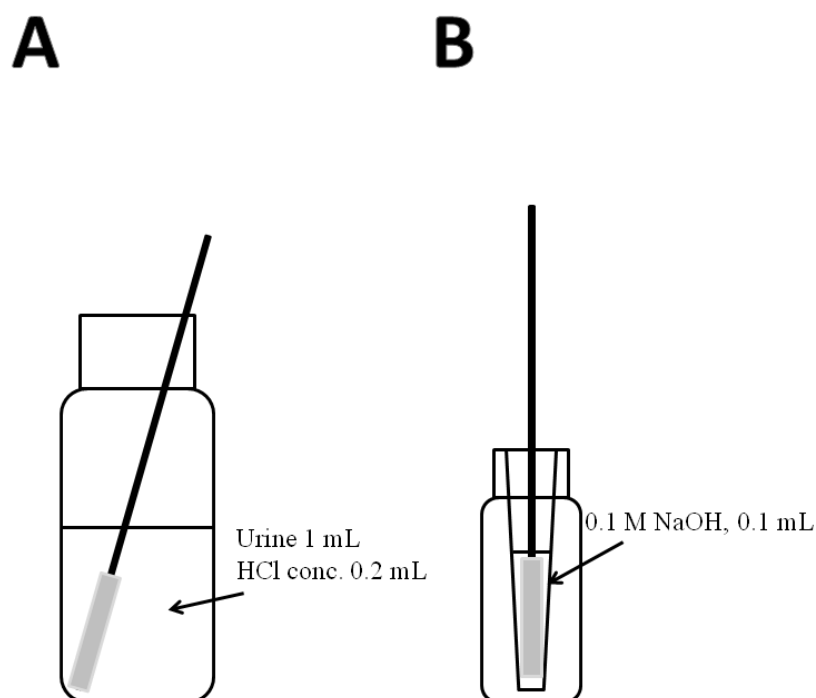 A
B
Urine 1 mL
HCl conc. 0.2 mL
0.1 M NaOH, 0.1 mL